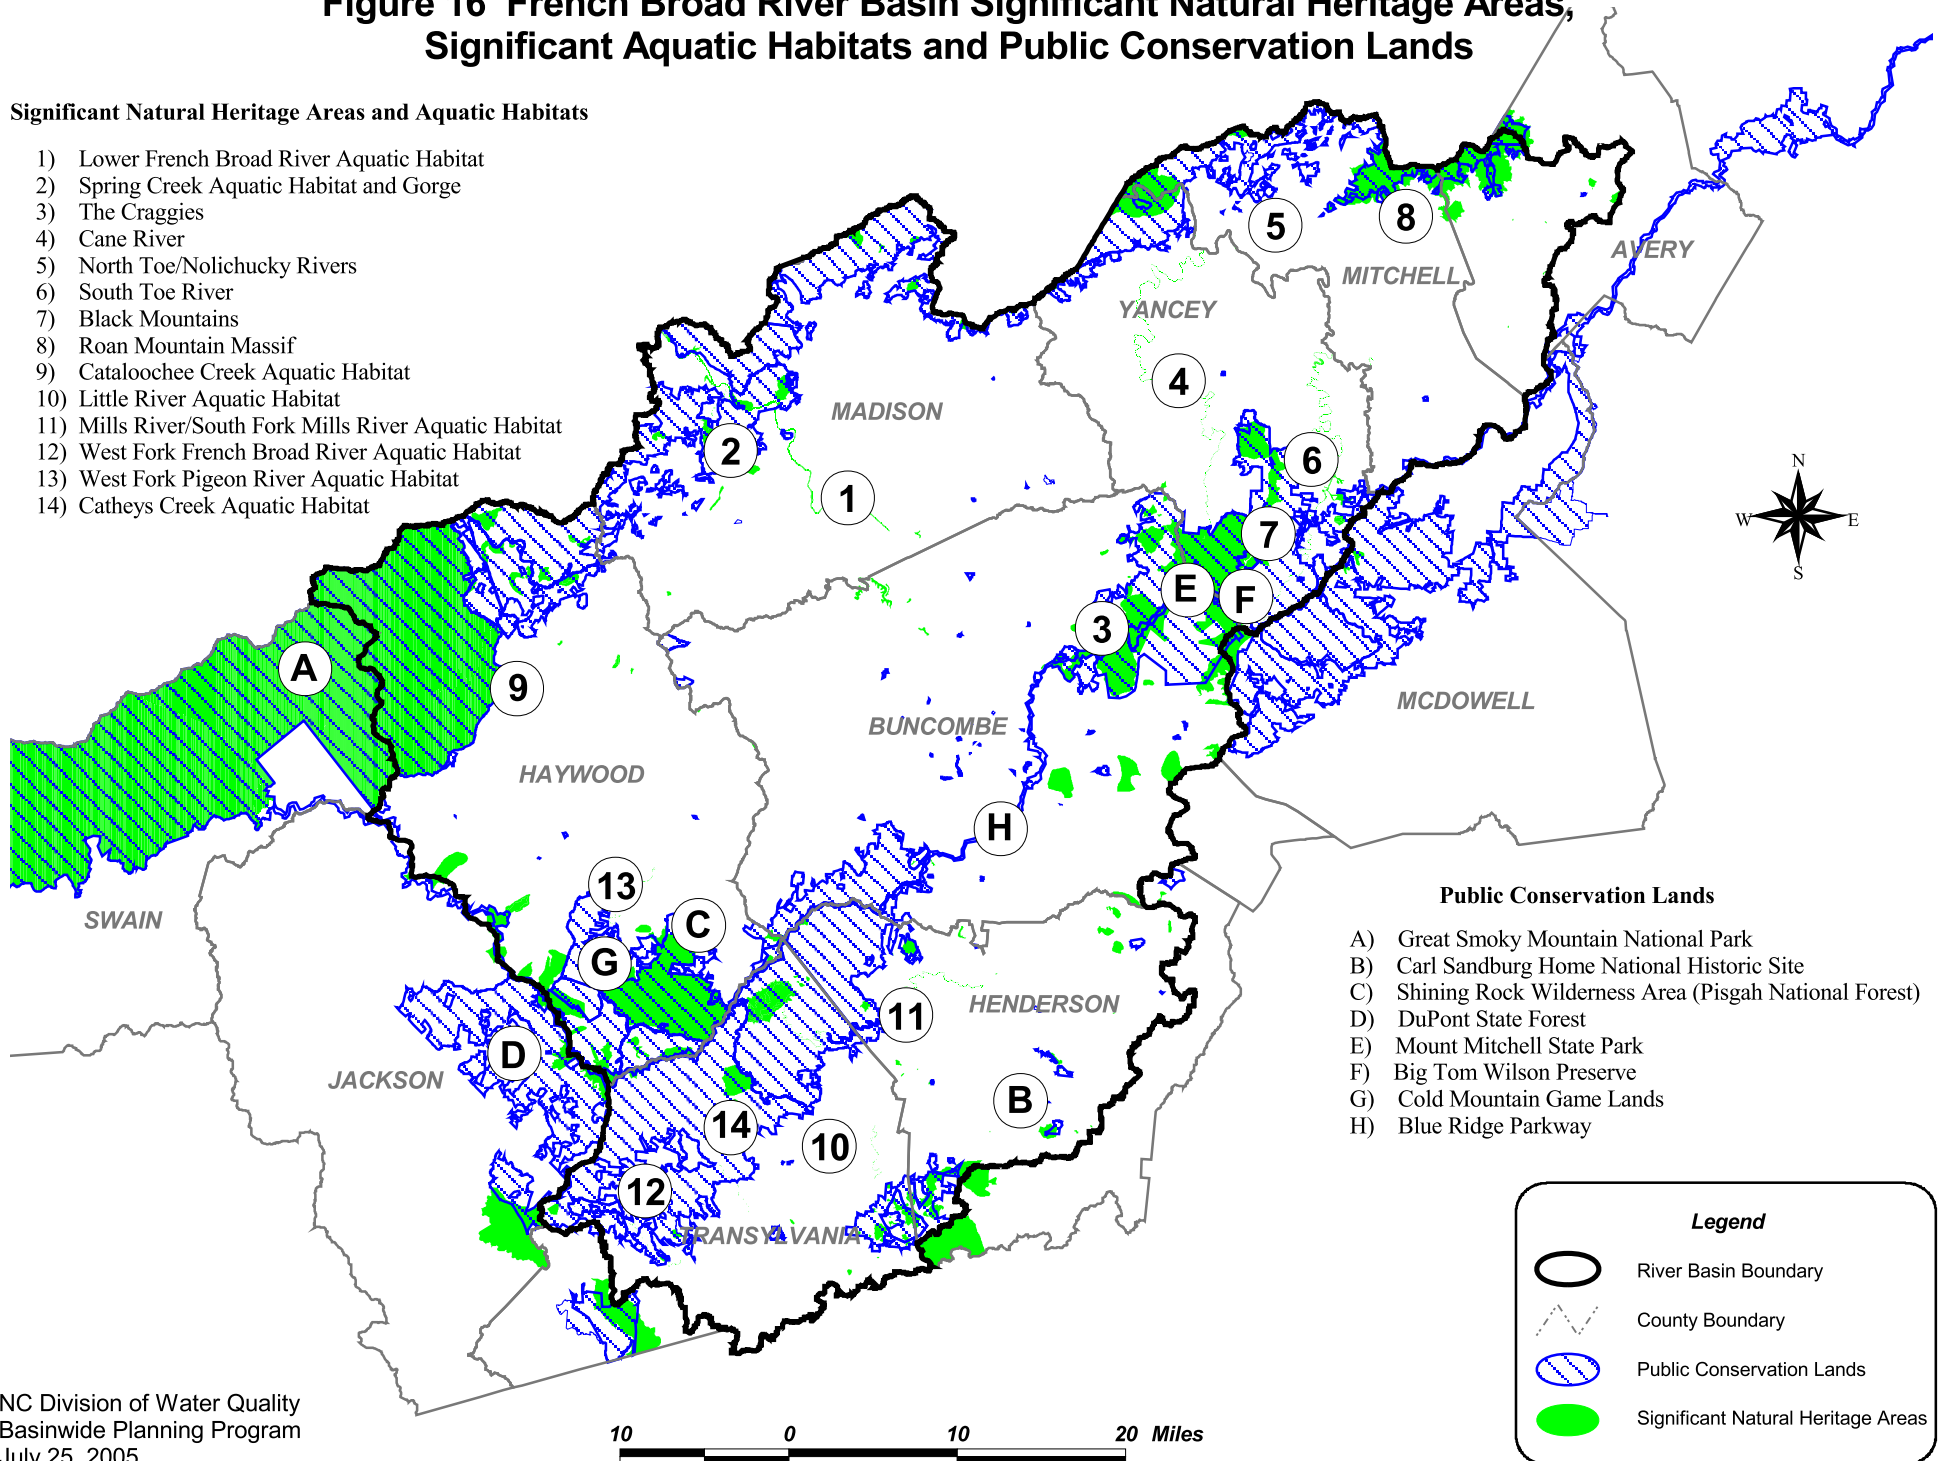 Figure 16 French Broad River Basin Significant Natural Heritage Areas,
Significant Aquatic Habitats and Public Conservation Lands
Significant Natural Heritage Areas and Aquatic Habitats
1) Lower French Broad River Aquatic Habitat
2) Spring Creek Aquatic Habitat and Gorge
3) The Craggies
4) Cane River
5) North Toe/Nolichucky Rivers
6) South Toe River
7) Black Mountains
8) Roan Mountain Massif
9) Cataloochee Creek Aquatic Habitat
10) Little River Aquatic Habitat
11) Mills River/South Fork Mills River Aquatic Habitat
12) West Fork French Broad River Aquatic Habitat
13) West Fork Pigeon River Aquatic Habitat
14) Catheys Creek Aquatic Habitat
5
8
AVERY
MITCHELL
YANCEY
4
MADISON
2
6
1
7
N
W E
S
E
F
3
A
9
MCDOWELL
BUNCOMBE
HAYWOOD
H
13
C
SWAIN
G
11
HENDERSON
D
JACKSON
B
14
10
12
TRANSYLVANIA
Public Conservation Lands
A) Great Smoky Mountain National Park
B) Carl Sandburg Home National Historic Site
C) Shining Rock Wilderness Area (Pisgah National Forest)
D) DuPont State Forest
E) Mount Mitchell State Park
F) Big Tom Wilson Preserve
G) Cold Mountain Game Lands
H) Blue Ridge Parkway
Legend
River Basin Boundary
County Boundary
Public Conservation Lands
Significant Natural Heritage Areas
NC Division of Water Quality
Basinwide Planning Program
July 25, 2005
10 0 10 20 Miles